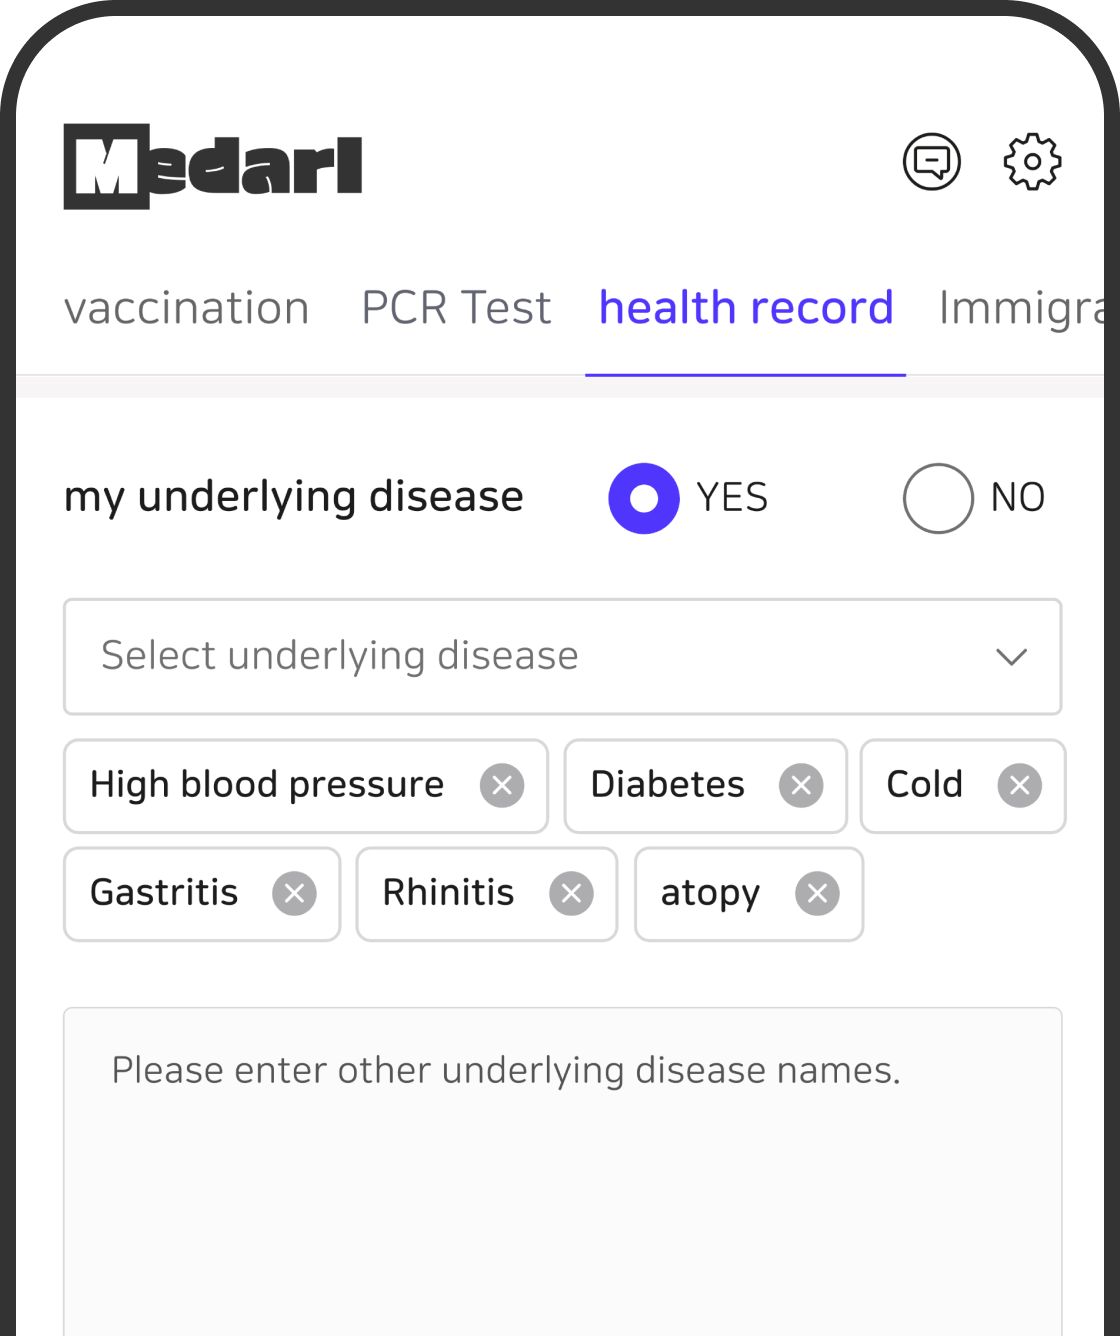 Medarl
vaccination PCR Test health record Immigra
my underlying disease YES NO
Select underlying disease
High blood pressure Diabetes Cold
Gastritis Rhinitis atopy
Please enter other underlying disease names.